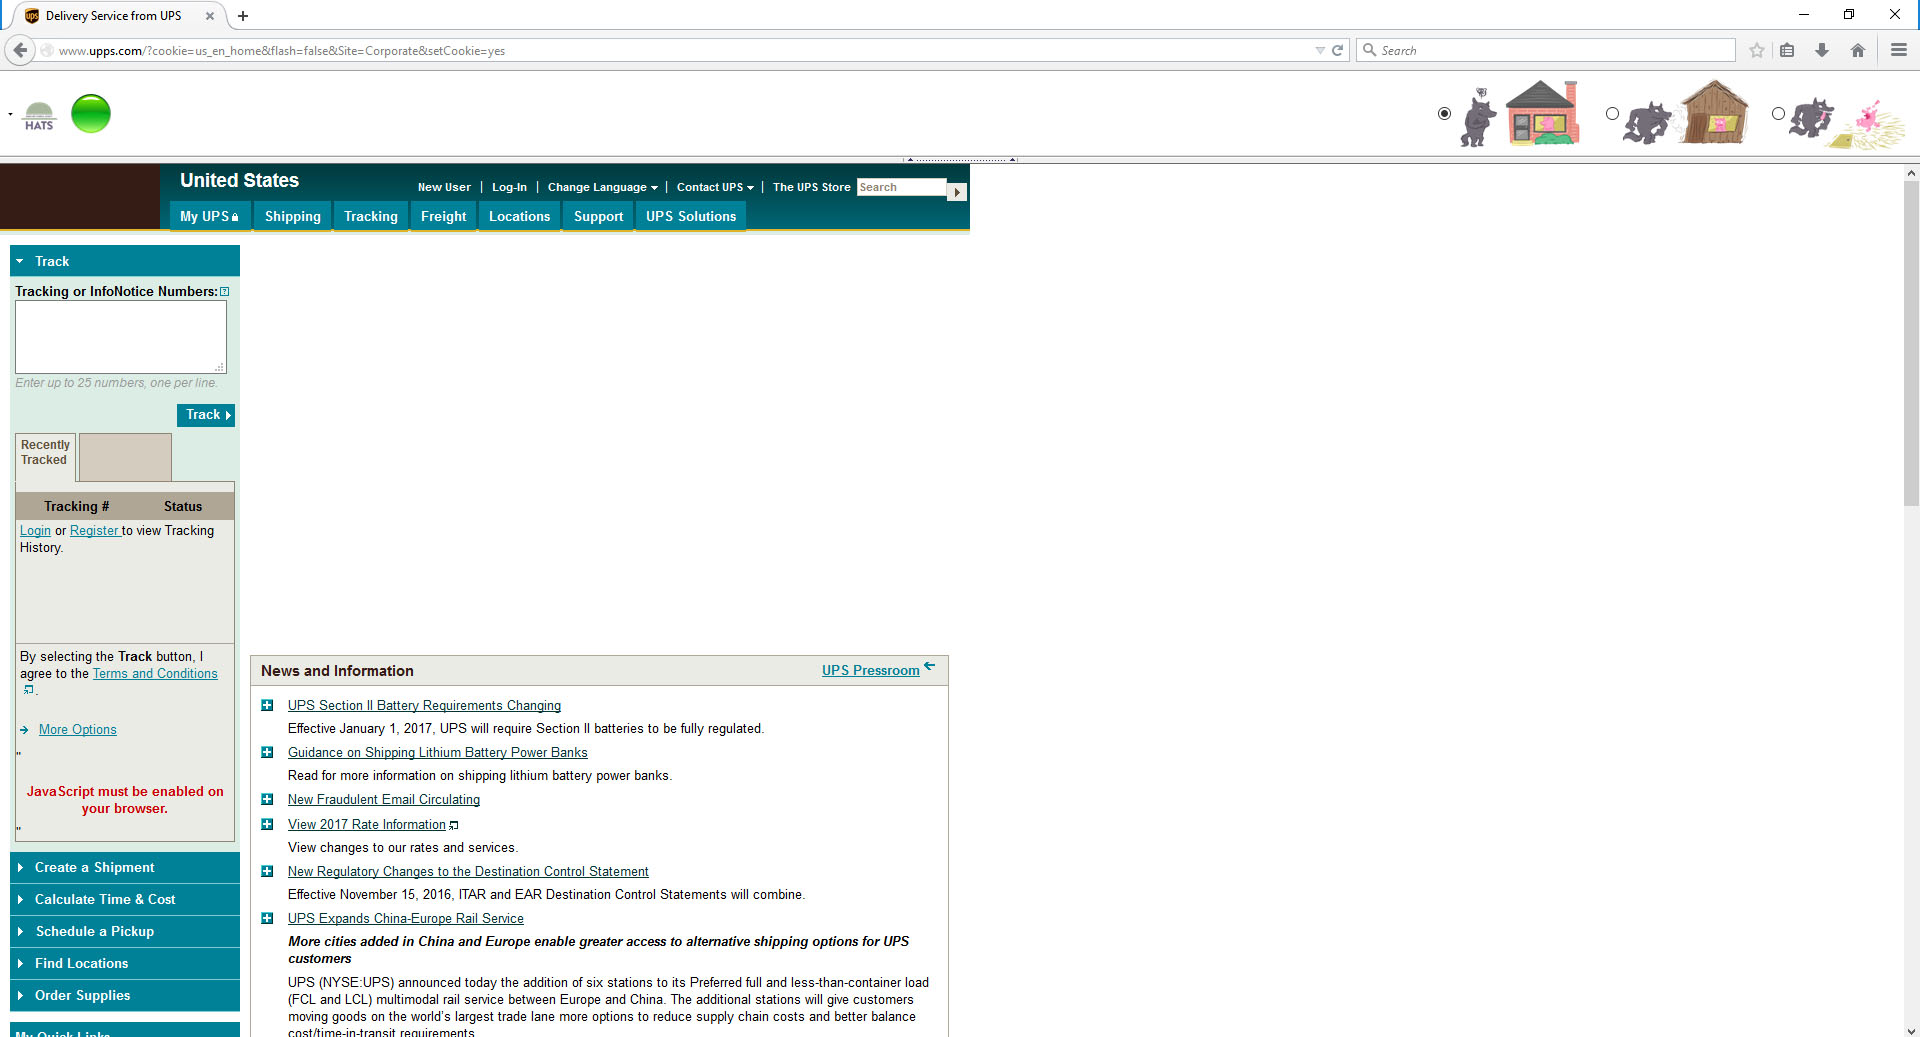 Delivery Service from UPS
www.upps.com/?cookie=us_en_home&flash=false&Site=Corporate&setCookie=yes
Search
HATS
United States
New User | Log-In | Change Language | Contact UPS | The UPS Store
Search
My UPS
Shipping
Tracking
Freight
Locations
Support
UPS Solutions
Track
Tracking or InfoNotice Numbers:
Enter up to 25 numbers, one per line.
Track
Recently
Tracked
Tracking # Status
Login or Register to view Tracking
History.
By selecting the Track button, I
agree to the Terms and Conditions
.
More Options
"
JavaScript must be enabled on
your browser.
"
Create a Shipment
Calculate Time & Cost
Schedule a Pickup
Find Locations
Order Supplies
My Quick Links
News and Information
UPS Pressroom
UPS Section II Battery Requirements Changing
Effective January 1, 2017, UPS will require Section II batteries to be fully regulated.
Guidance on Shipping Lithium Battery Power Banks
Read for more information on shipping lithium battery power banks.
New Fraudulent Email Circulating
View 2017 Rate Information
View changes to our rates and services.
New Regulatory Changes to the Destination Control Statement
Effective November 15, 2016, ITAR and EAR Destination Control Statements will combine.
UPS Expands China-Europe Rail Service
More cities added in China and Europe enable greater access to alternative shipping options for UPS
customers
UPS (NYSE:UPS) announced today the addition of six stations to its Preferred full and less-than-container load
(FCL and LCL) multimodal rail service between Europe and China. The additional stations will give customers
moving goods on the world's largest trade lane more options to reduce supply chain costs and better balance
cost/time-in-transit requirements.